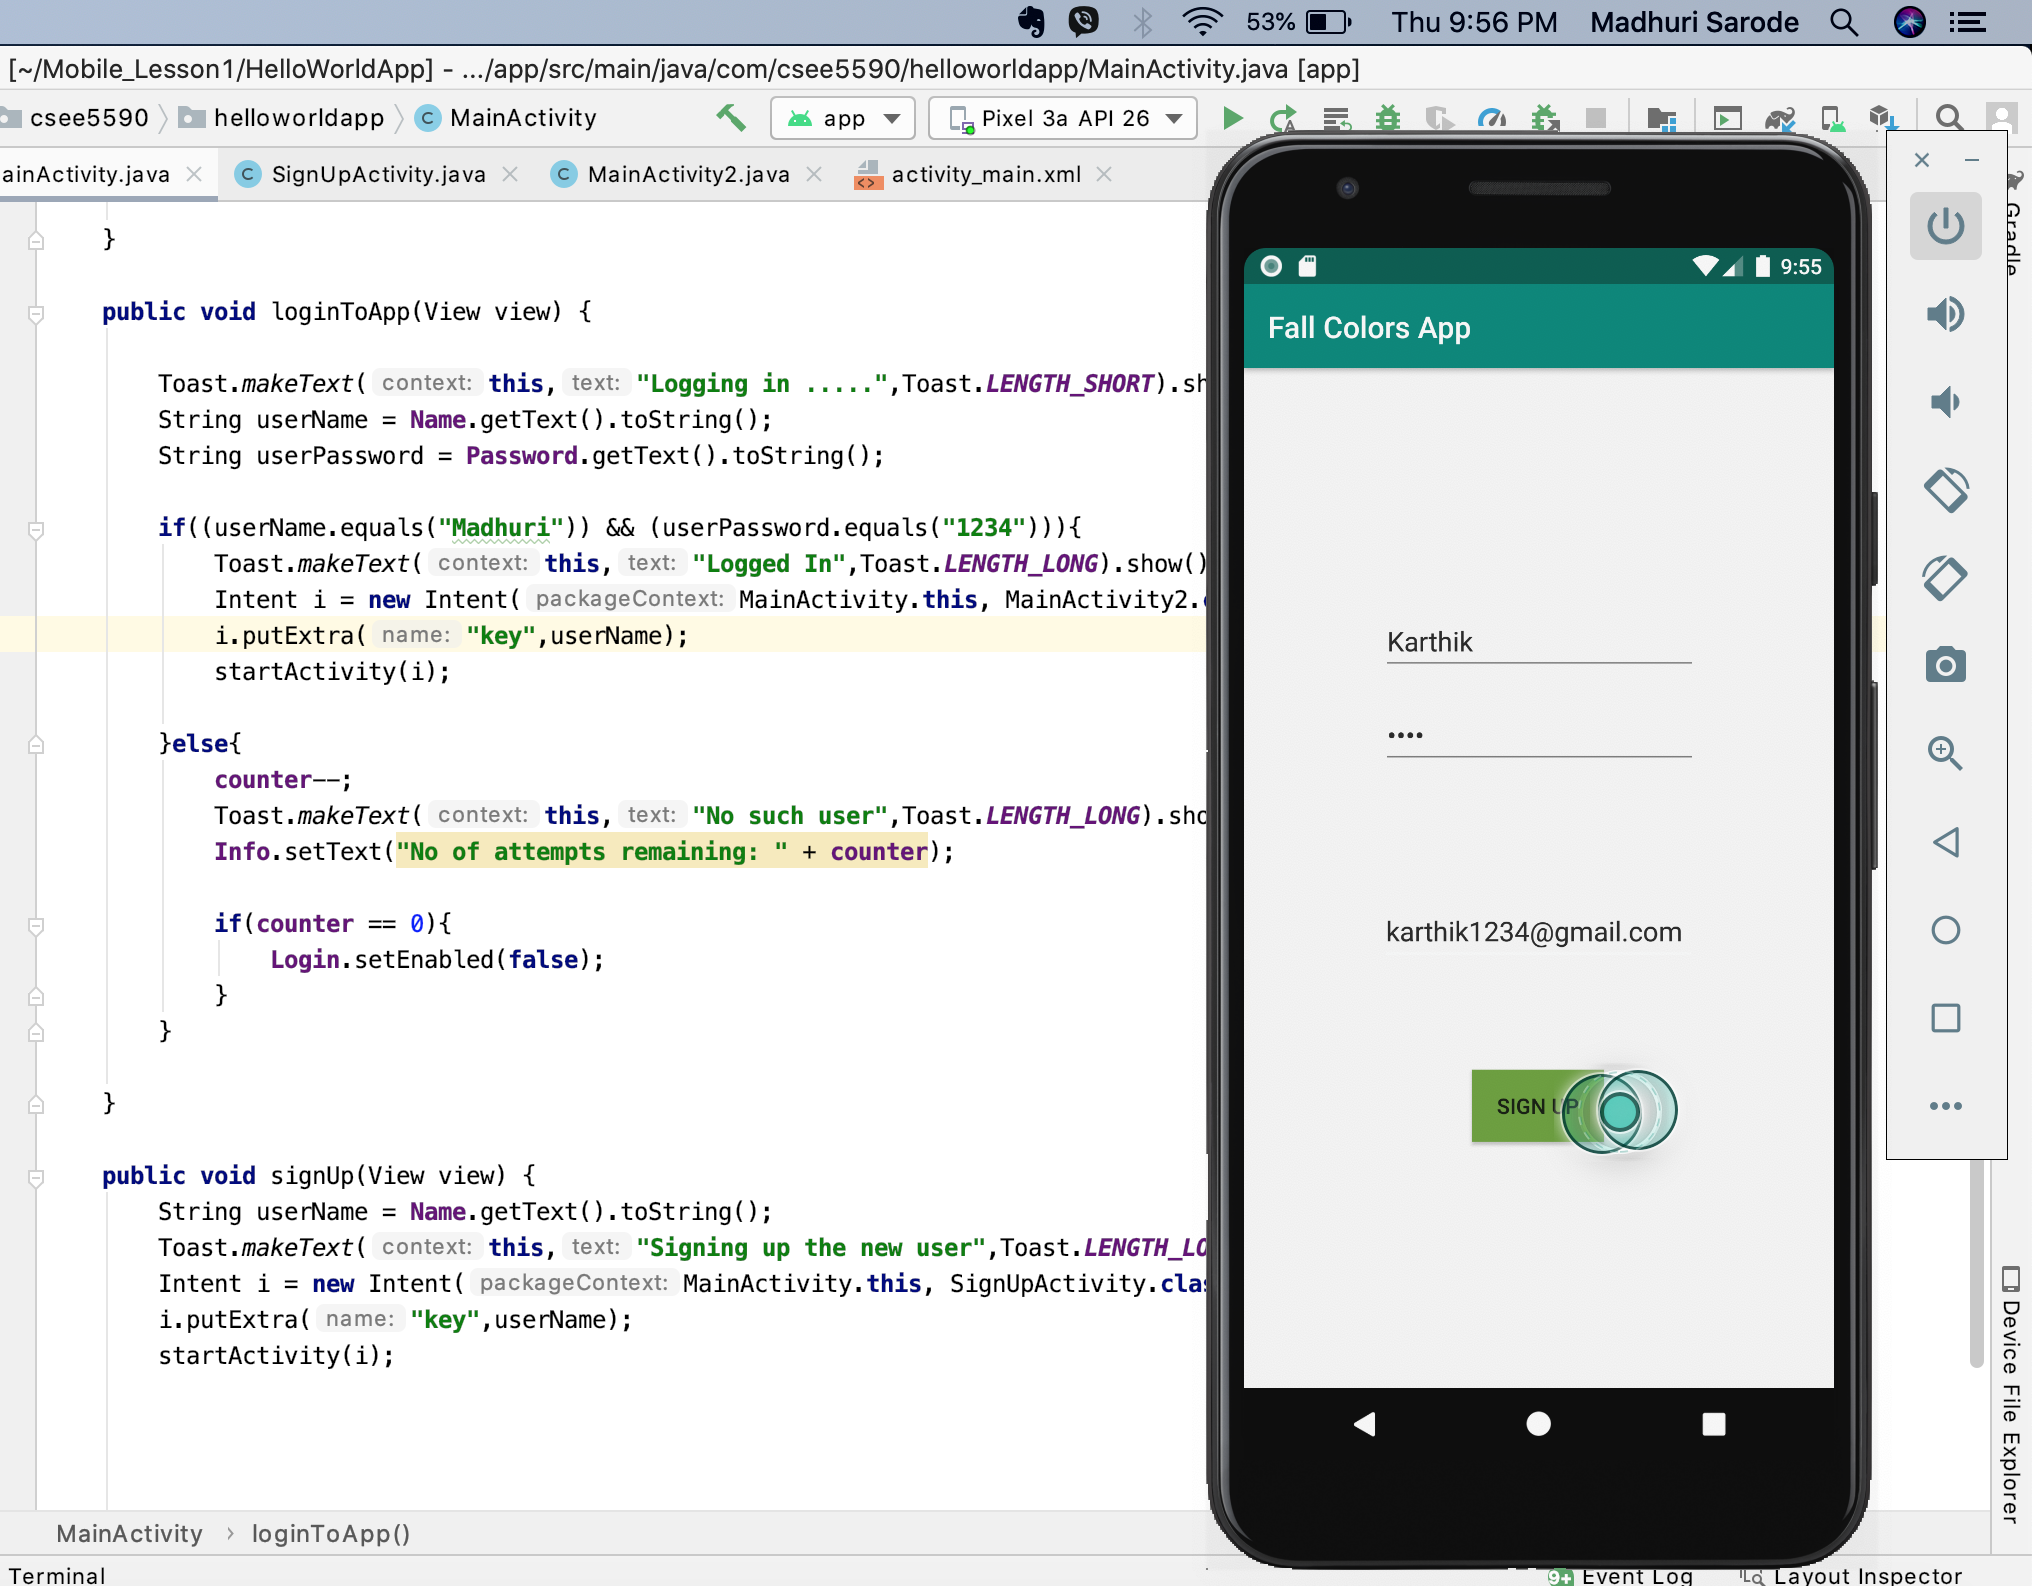 53% Thu 9:56 PM Madhuri Sarode
[~/Mobile_Lesson1/HelloWorldApp] - .../app/src/main/java/com/csee5590/helloworldapp/MainActivity.java [app]
csee5590 helloworldapp C MainActivity app Pixel 3a API 26
ainActivity.java C SignUpActivity.java C MainActivity2.java activity_main.xml
}
public void loginToApp(View view) {
Toast.makeText( context: this, text: "Logging in .....",Toast.LENGTH_SHORT).sh
String userName = Name.getText().toString();
String userPassword = Password.getText().toString();
if((userName.equals("Madhuri")) && (userPassword.equals("1234"))){
Toast.makeText( context: this, text: "Logged In",Toast.LENGTH_LONG).show()
Intent i = new Intent( packageContext: MainActivity.this, MainActivity2.
i.putExtra( name: "key",userName);
startActivity(i);
}else{
counter--;
Toast.makeText( context: this, text: "No such user",Toast.LENGTH_LONG).sho
Info.setText("No of attempts remaining: " + counter);
if(counter == 0){
Login.setEnabled(false);
}
}
}
public void signUp(View view) {
String userName = Name.getText().toString();
Toast.makeText( context: this, text: "Signing up the new user",Toast.LENGTH_LO
Intent i = new Intent( packageContext: MainActivity.this, SignUpActivity.clas
i.putExtra( name: "key",userName);
startActivity(i);
9:55
Fall Colors App
Karthik
••••
karthik1234@gmail.com
SIGN UP
Gradle
Device File Explorer
MainActivity › loginToApp()
Terminal
9+ Event Log Layout Inspector